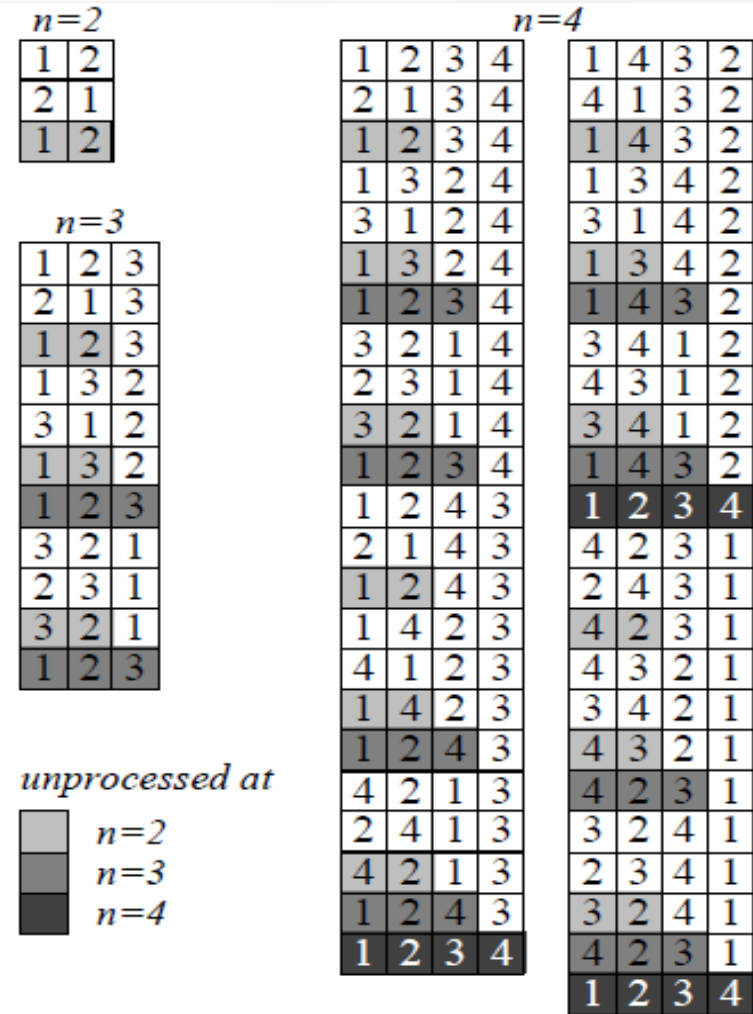 n=2
1 2
2 1
1 2
n=3
1 2 3
2 1 3
1 2 3
1 3 2
3 1 2
1 3 2
1 2 3
3 2 1
2 3 1
3 2 1
1 2 3
unprocessed at
n=2
n=3
n=4
n=4
1 2 3 4
2 1 3 4
1 2 3 4
1 3 2 4
3 1 2 4
1 3 2 4
1 2 3 4
3 2 1 4
2 3 1 4
3 2 1 4
1 2 3 4
1 2 4 3
2 1 4 3
1 2 4 3
1 4 2 3
4 1 2 3
1 4 2 3
1 2 4 3
4 2 1 3
2 4 1 3
4 2 1 3
1 2 4 3
1 2 3 4
1 4 3 2
4 1 3 2
1 4 3 2
1 3 4 2
3 1 4 2
1 3 4 2
1 4 3 2
3 4 1 2
4 3 1 2
3 4 1 2
1 4 3 2
1 2 3 4
4 2 3 1
2 4 3 1
4 2 3 1
4 3 2 1
3 4 2 1
4 3 2 1
4 2 3 1
3 2 4 1
2 3 4 1
3 2 4 1
4 2 3 1
1 2 3 4